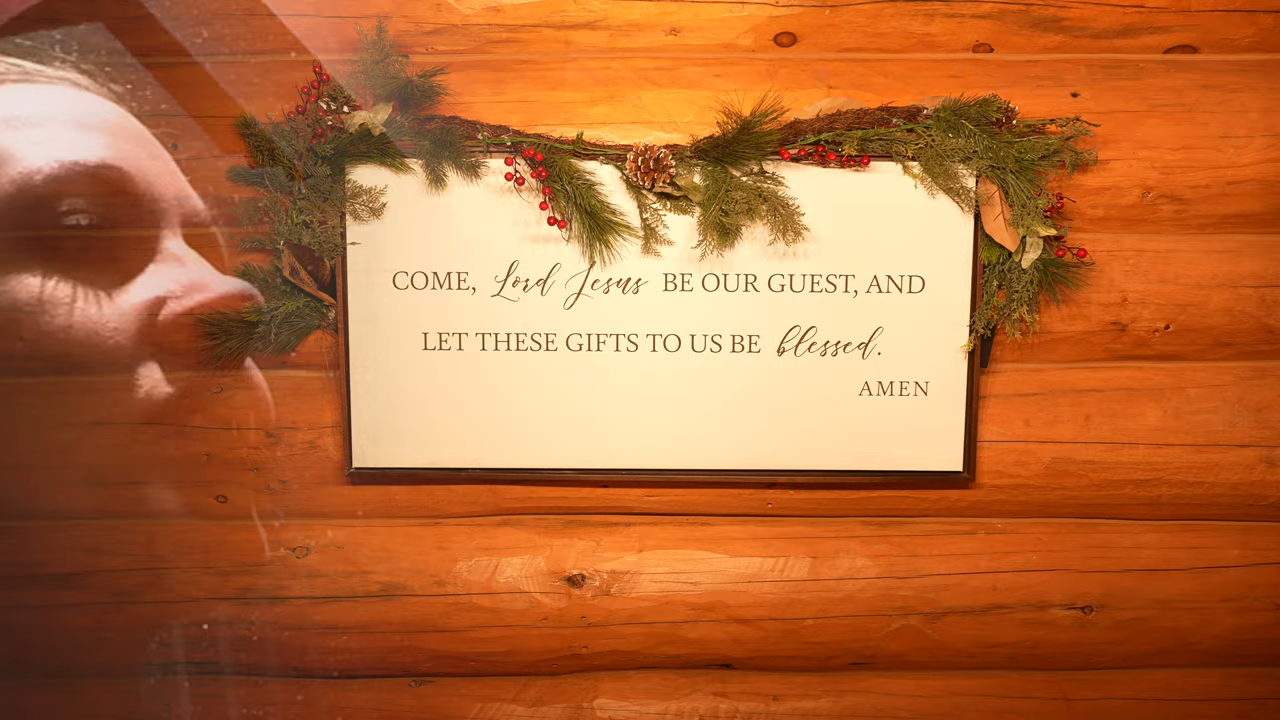 COME, Lord Jesus BE OUR GUEST, AND
LET THESE GIFTS TO US BE blessed.
AMEN